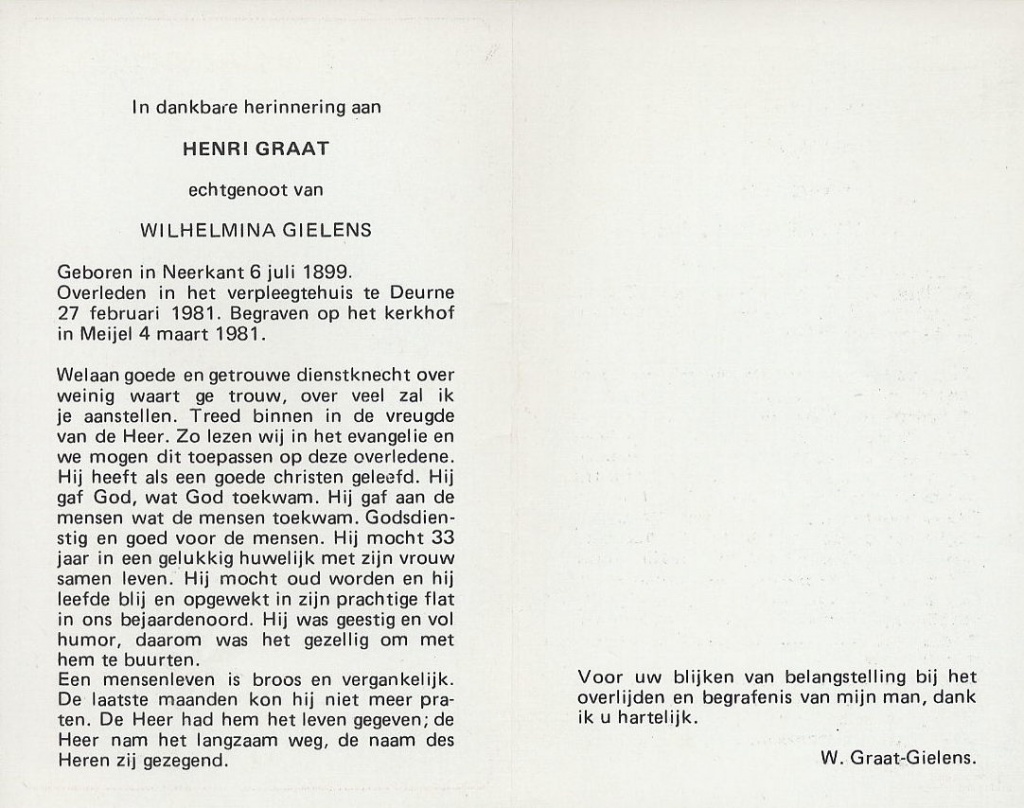 In dankbare herinnering aan
HENRI GRAAT
echtgenoot van
WILHELMINA GIELENS
Geboren in Neerkant 6 juli 1899.
Overleden in het verpleegtehuis te Deurne
27 februari 1981. Begraven op het kerkhof
in Meijel 4 maart 1981.
Welaan goede en getrouwe dienstknecht over
weinig waart ge trouw, over veel zal ik
je aanstellen. Treed binnen in de vreugde
van de Heer. Zo lezen wij in het evangelie en
we mogen dit toepassen op deze overledene.
Hij heeft als een goede christen geleefd. Hij
gaf God, wat God toekwam. Hij gaf aan de
mensen wat de mensen toekwam. Godsdien-
stig en goed voor de mensen. Hij mocht 33
jaar in een gelukkig huwelijk met zijn vrouw
samen leven. Hij mocht oud worden en hij
leefde blij en opgewekt in zijn prachtige flat
in ons bejaardenoord. Hij was geestig en vol
humor, daarom was het gezellig om met
hem te buurten.
Een mensenleven is broos en vergankelijk.
De laatste maanden kon hij niet meer pra-
ten. De Heer had hem het leven gegeven; de
Heer nam het langzaam weg, de naam des
Heren zij gezegend.
Voor uw blijken van belangstelling bij het
overlijden en begrafenis van mijn man, dank
ik u hartelijk.
W. Graat-Gielens.